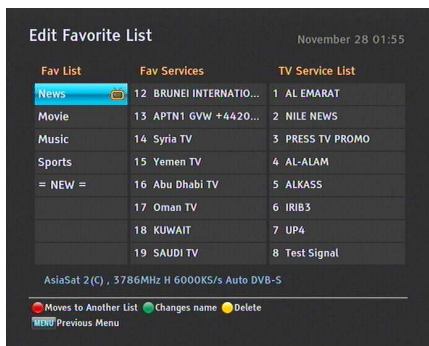 Edit Favorite List
November 28 01:55
Fav List Fav Services TV Service List
News 12 BRUNEI INTERNATIO... 1 AL EMARAT
Movie 13 APTN1 GVW +4420... 2 NILE NEWS
Music 14 Syria TV 3 PRESS TV PROMO
Sports 15 Yemen TV 4 AL-ALAM
= NEW = 16 Abu Dhabi TV 5 ALKASS
17 Oman TV 6 IRIB3
18 KUWAIT 7 UP4
19 SAUDI TV 8 Test Signal
AsiaSat 2(C) , 3786MHz H 6000KS/s Auto DVB-S
Moves to Another List Changes name Delete
MENU Previous Menu